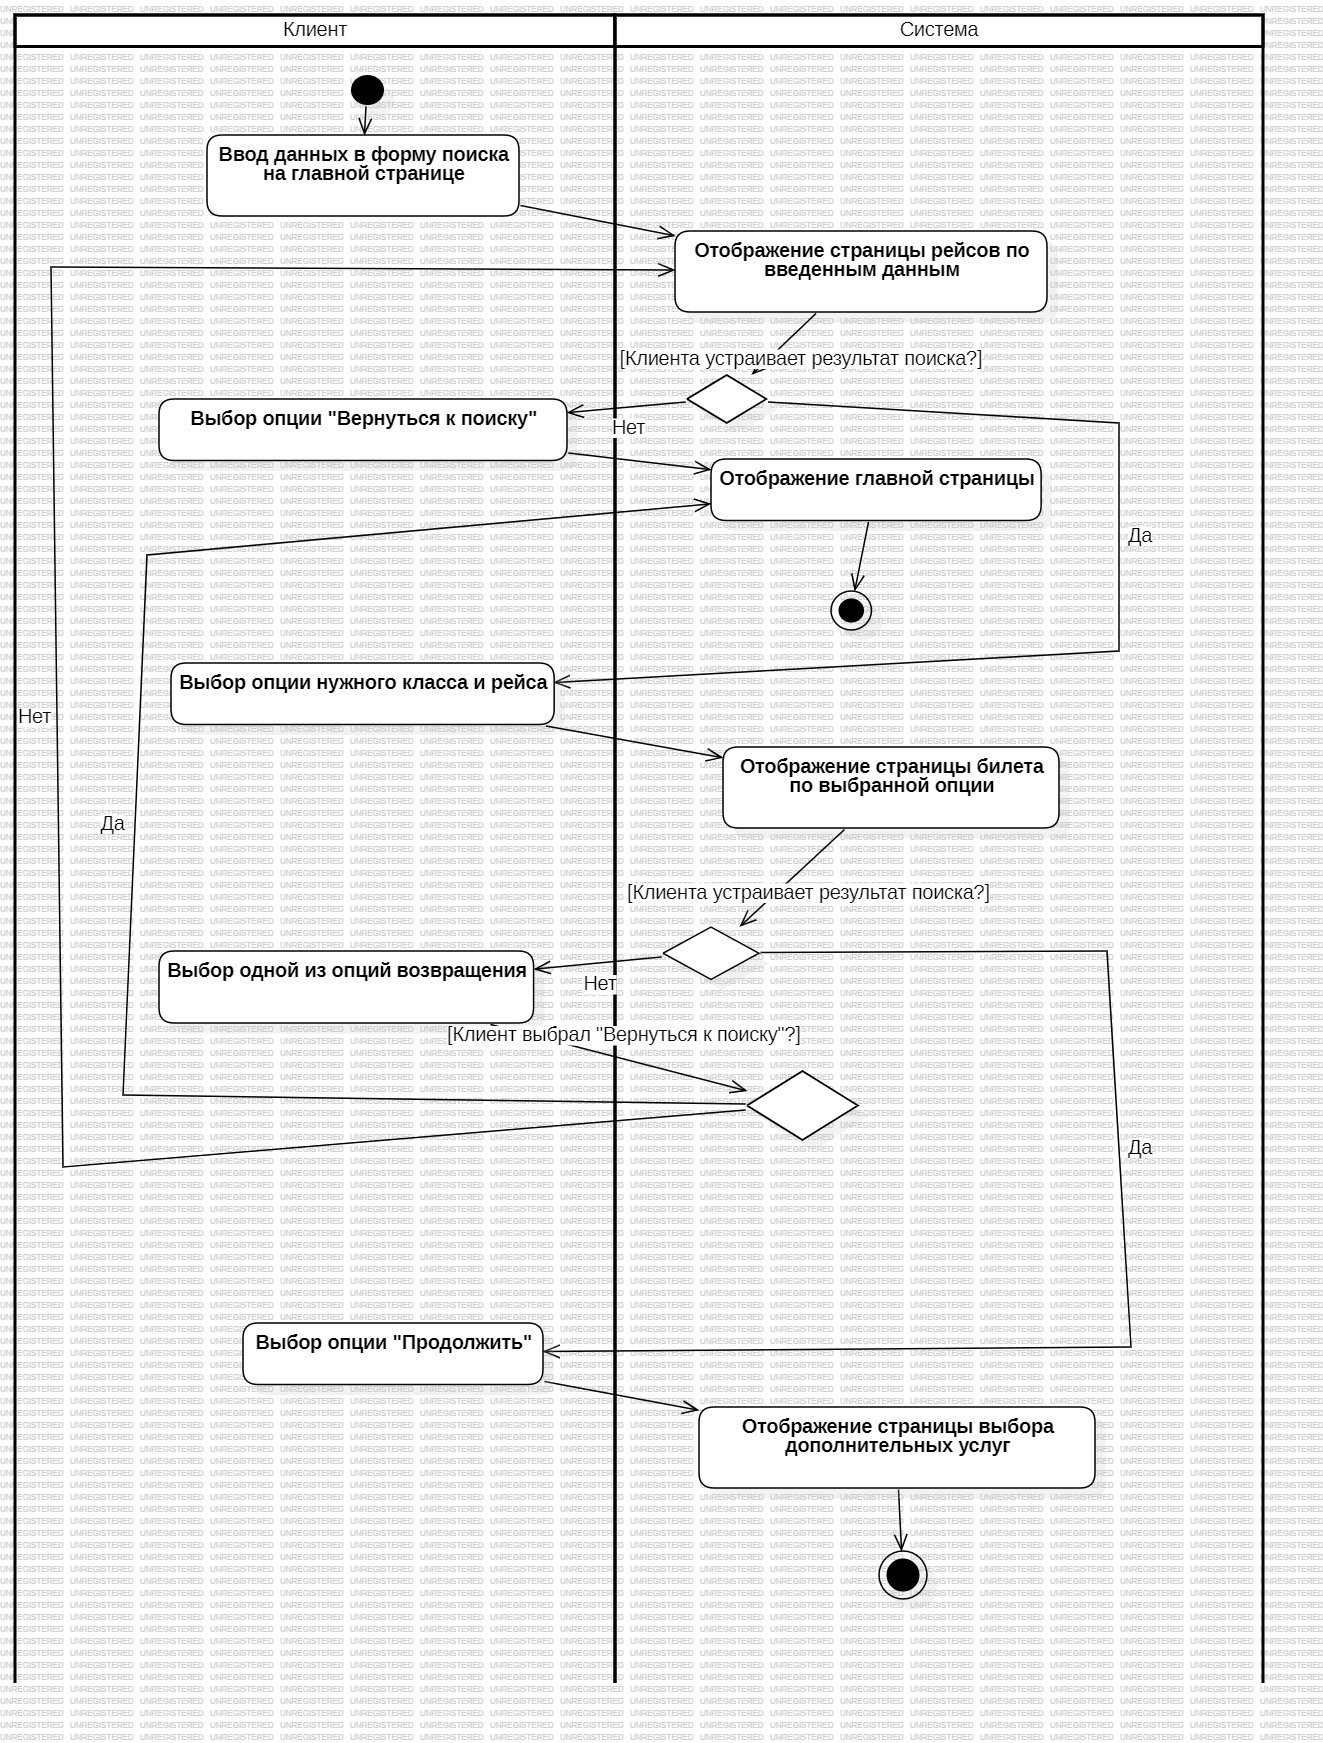 Клиент
Система
Ввод данных в форму поиска
на главной странице
Отображение страницы рейсов по
введенным данным
[Клиента устраивает результат поиска?]
Выбор опции "Вернуться к поиску"
Нет
Отображение главной страницы
Да
Выбор опции нужного класса и рейса
Нет
Отображение страницы билета
по выбранной опции
Да
[Клиента устраивает результат поиска?]
Выбор одной из опций возвращения
Нет
[Клиент выбрал "Вернуться к поиску"?]
Да
Выбор опции "Продолжить"
Отображение страницы выбора
дополнительных услуг
UNREGISTERED